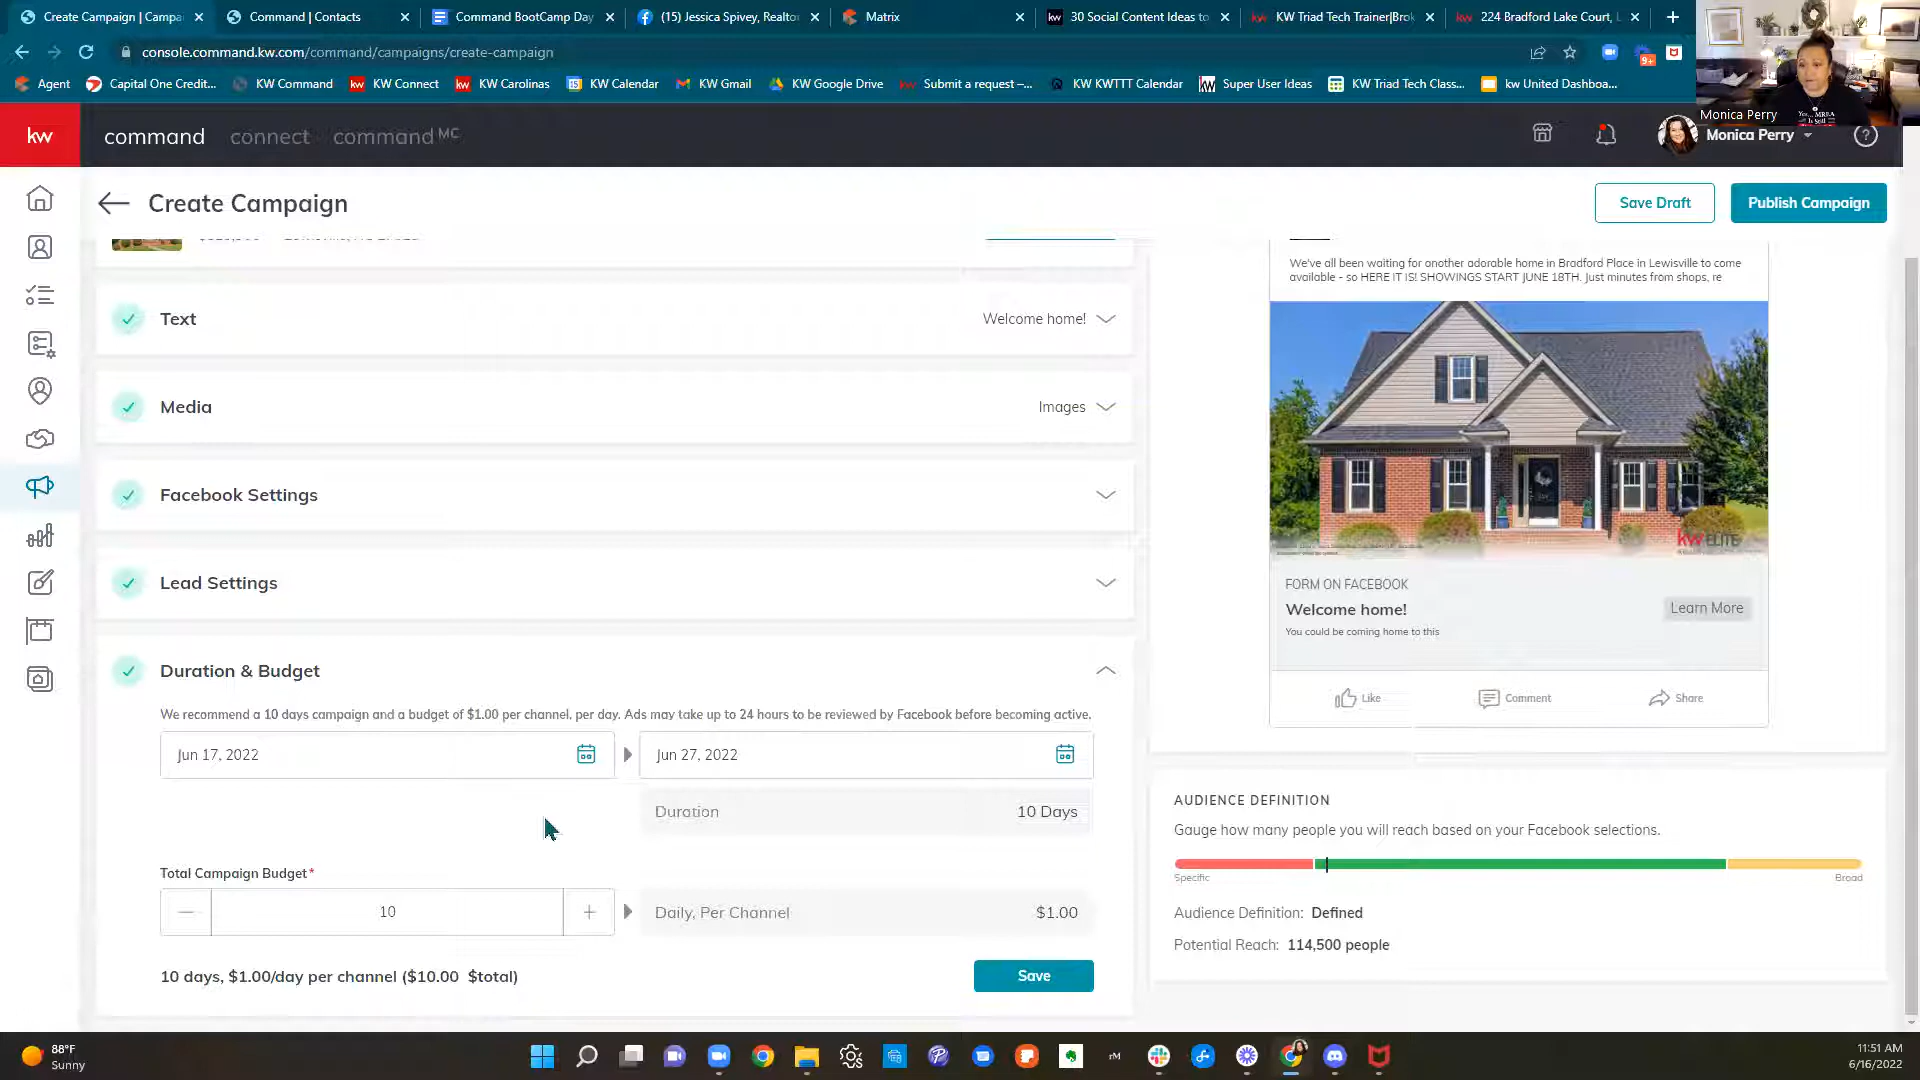 Create Campaign | Campa
Command | Contacts
Command BootCamp Day
(15) Jessica Spivey, Realto
Matrix
30 Social Content Ideas to
KW Triad Tech Trainer|Brok
224 Bradford Lake Court, L
console.command.kw.com/command/campaigns/create-campaign
9+
Agent
Capital One Credit...
KW Command
KW Connect
KW Carolinas
KW Calendar
KW Gmail
KW Google Drive
Submit a request –...
KW KWTTT Calendar
Super User Ideas
KW Triad Tech Class...
kw United Dashboa...
Monica Perry
kw
command
connect
command MC
Monica Perry
Create Campaign
Save Draft
Publish Campaign
Text
Welcome home!
Media
Images
Facebook Settings
Lead Settings
Duration & Budget
We recommend a 10 days campaign and a budget of $1.00 per channel, per day. Ads may take up to 24 hours to be reviewed by Facebook before becoming active.
Jun 17, 2022
Jun 27, 2022
Duration
10 Days
Total Campaign Budget*
10
Daily, Per Channel
$1.00
10 days, $1.00/day per channel ($10.00 $total)
Save
We've all been waiting for another adorable home in Bradford Place in Lewisville to come
available - so HERE IT IS! SHOWINGS START JUNE 18TH. Just minutes from shops, re
kw ELITE
FORM ON FACEBOOK
Welcome home!
You could be coming home to this
Learn More
Like
Comment
Share
AUDIENCE DEFINITION
Gauge how many people you will reach based on your Facebook selections.
Specific
Broad
Audience Definition: Defined
Potential Reach: 114,500 people
88°F
Sunny
rM
11:51 AM
6/16/2022